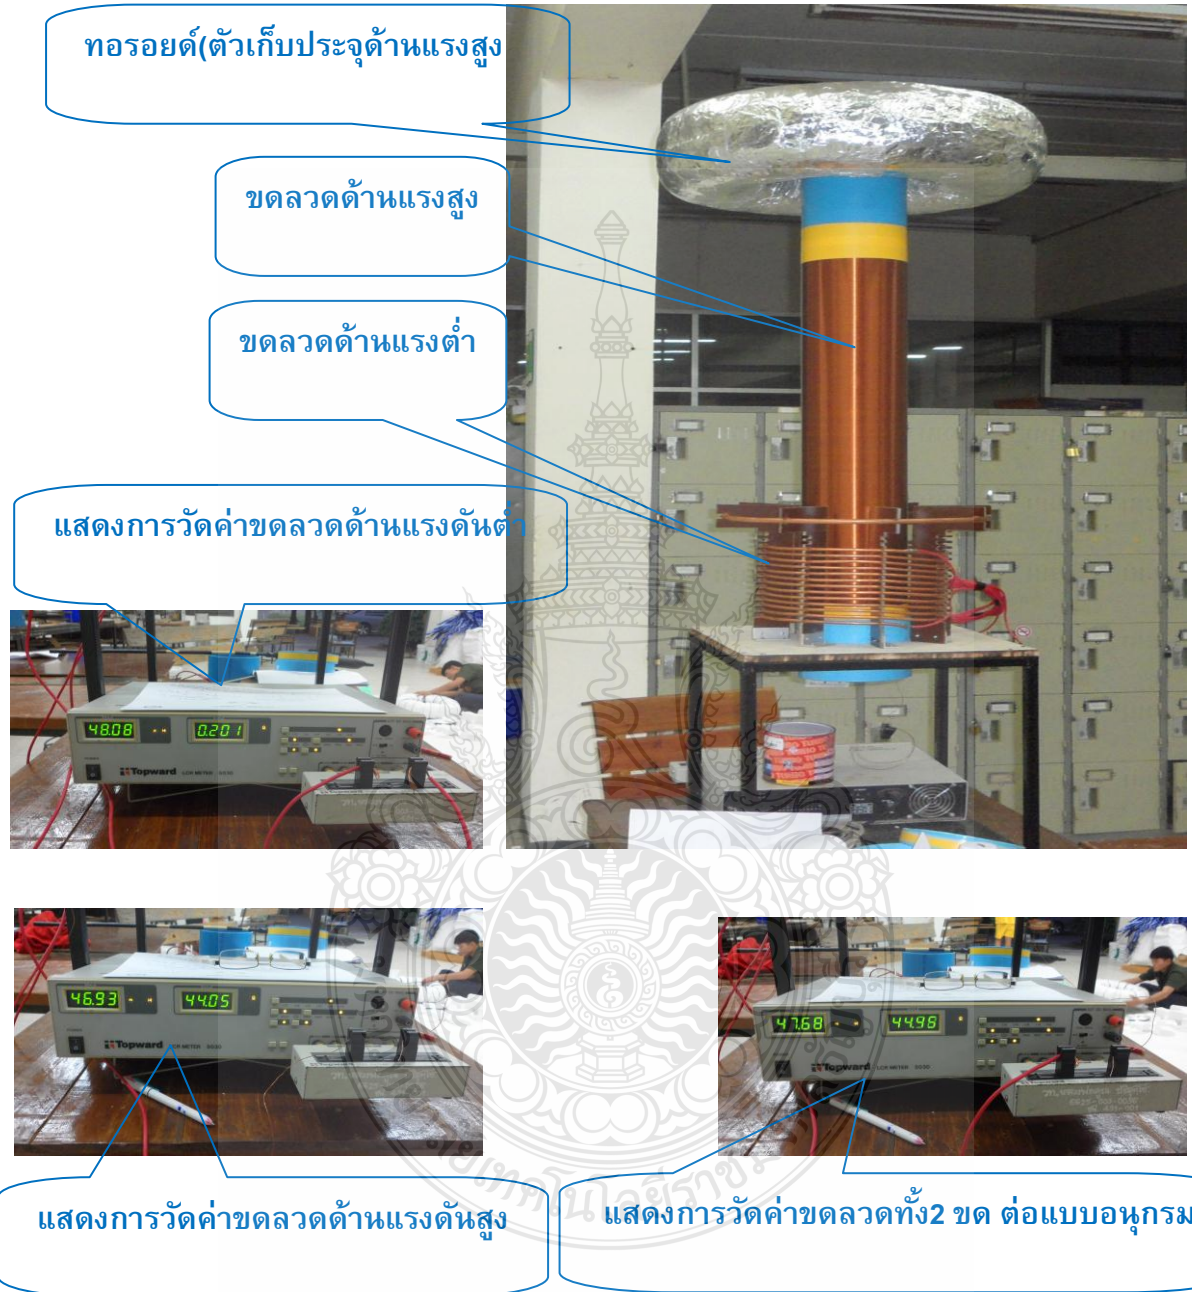 ทอรอยด์(ตัวเก็บประจุด้านแรงสูง
ขดลวดด้านแรงสูง
ขดลวดด้านแรงต่ำ
แสดงการวัดค่าขดลวดด้านแรงดันต่ำ
48.08 0.201
Topward LCR METER
46.93 44.05
Topward LCR METER
47.68 44.96
Topward LCR METER
แสดงการวัดค่าขดลวดด้านแรงดันสูง
แสดงการวัดค่าขดลวดทั้ง2 ขด ต่อแบบอนุกรม